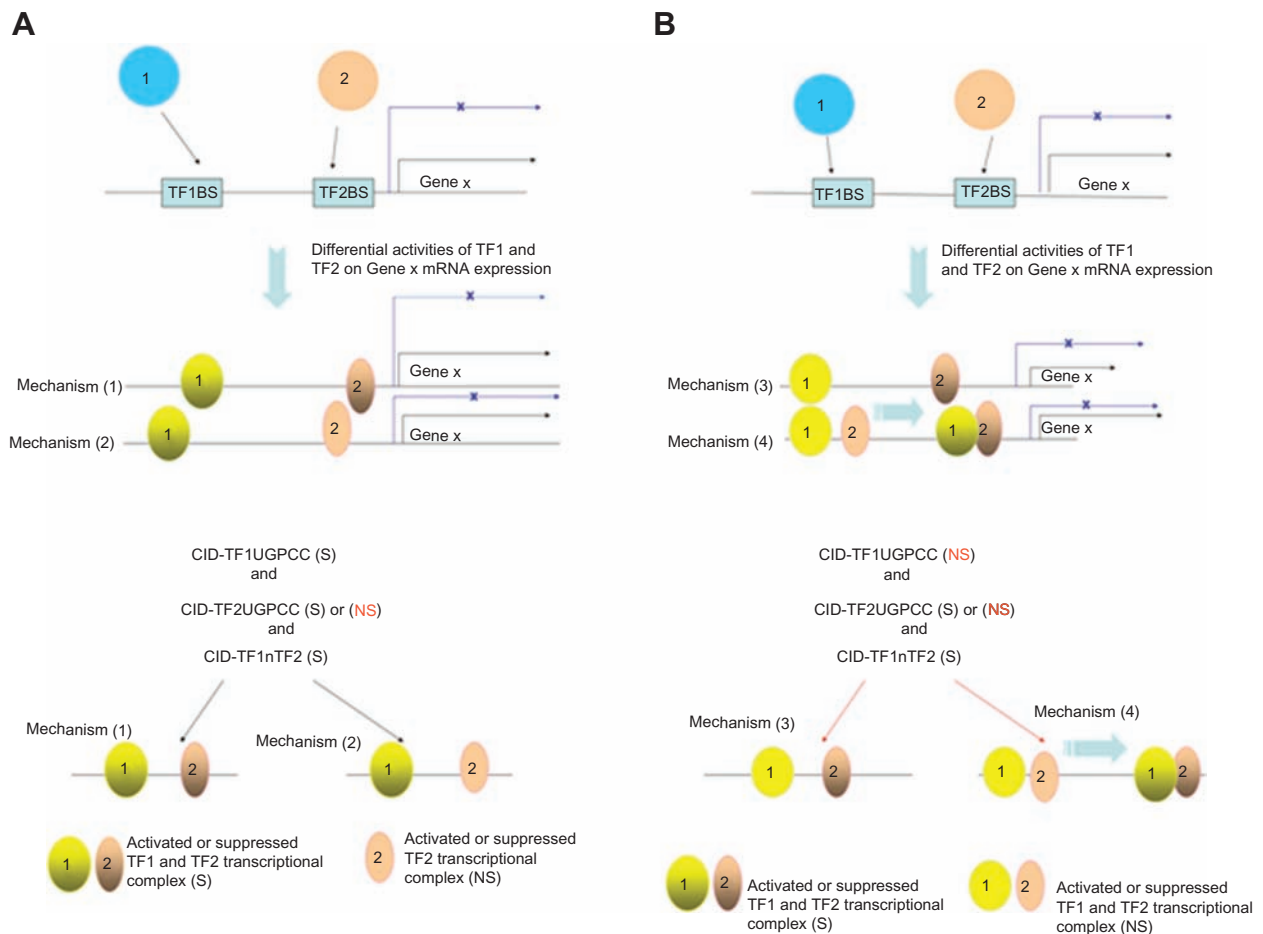 A
1
2
x
TF1BS
TF2BS
Gene x
Differential activities of TF1 and
TF2 on Gene x mRNA expression
x
Mechanism (1)
1
2
Gene x
x
Mechanism (2)
1
2
Gene x
CID-TF1UGPCC (S)
and
CID-TF2UGPCC (S) or (NS)
and
CID-TF1nTF2 (S)
Mechanism (1)
1
2
Mechanism (2)
1
2
1
2
Activated or suppressed
TF1 and TF2 transcriptional
complex (S)
2
Activated or suppressed
TF2 transcriptional
complex (NS)
B
1
2
x
TF1BS
TF2BS
Gene x
Differential activities of TF1
and TF2 on Gene x mRNA expression
x
Mechanism (3)
1
2
Gene x
x
Mechanism (4)
1
2
1
2
Gene x
CID-TF1UGPCC (NS)
and
CID-TF2UGPCC (S) or (NS)
and
CID-TF1nTF2 (S)
Mechanism (3)
1
2
Mechanism (4)
1
2
1
2
1
2
Activated or suppressed
TF1 and TF2 transcriptional
complex (S)
1
2
Activated or suppressed
TF1 and TF2 transcriptional
complex (NS)